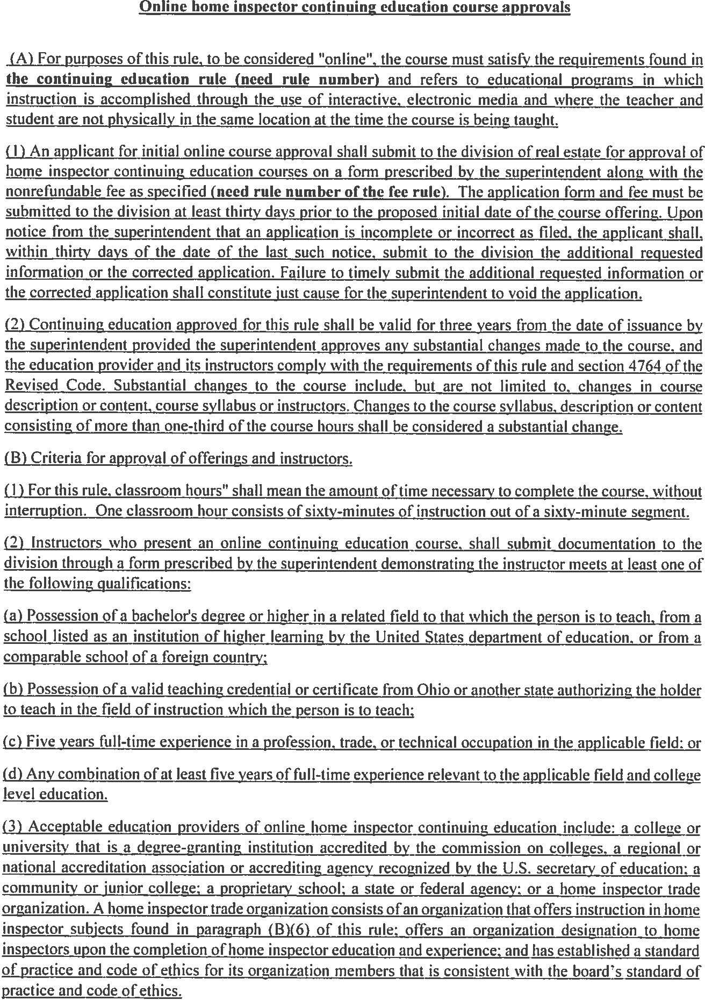 Online home inspector continuing education course approvals
(A) For purposes of this rule, to be considered "online", the course must satisfy the requirements found in
the continuing education rule (need rule number) and refers to educational programs in which
instruction is accomplished through the use of interactive, electronic media and where the teacher and
student are not physically in the same location at the time the course is being taught.
(1) An applicant for initial online course approval shall submit to the division of real estate for approval of
home inspector continuing education courses on a form prescribed by the superintendent along with the
nonrefundable fee as specified (need rule number of the fee rule). The application form and fee must be
submitted to the division at least thirty days prior to the proposed initial date of the course offering. Upon
notice from the superintendent that an application is incomplete or incorrect as filed, the applicant shall,
within thirty days of the date of the last such notice, submit to the division the additional requested
information or the corrected application. Failure to timely submit the additional requested information or
the corrected application shall constitute just cause for the superintendent to void the application.
(2) Continuing education approved for this rule shall be valid for three years from the date of issuance by
the superintendent provided the superintendent approves any substantial changes made to the course, and
the education provider and its instructors comply with the requirements of this rule and section 4764 of the
Revised Code. Substantial changes to the course include, but are not limited to, changes in course
description or content, course syllabus or instructors. Changes to the course syllabus, description or content
consisting of more than one-third of the course hours shall be considered a substantial change.
(B) Criteria for approval of offerings and instructors.
(1) For this rule, classroom hours" shall mean the amount of time necessary to complete the course, without
interruption. One classroom hour consists of sixty-minutes of instruction out of a sixty-minute segment.
(2) Instructors who present an online continuing education course, shall submit documentation to the
division through a form prescribed by the superintendent demonstrating the instructor meets at least one of
the following qualifications:
(a) Possession of a bachelor's degree or higher in a related field to that which the person is to teach, from a
school listed as an institution of higher learning by the United States department of education, or from a
comparable school of a foreign country;
(b) Possession of a valid teaching credential or certificate from Ohio or another state authorizing the holder
to teach in the field of instruction which the person is to teach;
(c) Five years full-time experience in a profession, trade, or technical occupation in the applicable field; or
(d) Any combination of at least five years of full-time experience relevant to the applicable field and college
level education.
(3) Acceptable education providers of online home inspector continuing education include: a college or
university that is a degree-granting institution accredited by the commission on colleges, a regional or
national accreditation association or accrediting agency recognized by the U.S. secretary of education; a
community or junior college; a proprietary school; a state or federal agency; or a home inspector trade
organization. A home inspector trade organization consists of an organization that offers instruction in home
inspector subjects found in paragraph (B)(6) of this rule; offers an organization designation to home
inspectors upon the completion of home inspector education and experience; and has established a standard
of practice and code of ethics for its organization members that is consistent with the board's standard of
practice and code of ethics.